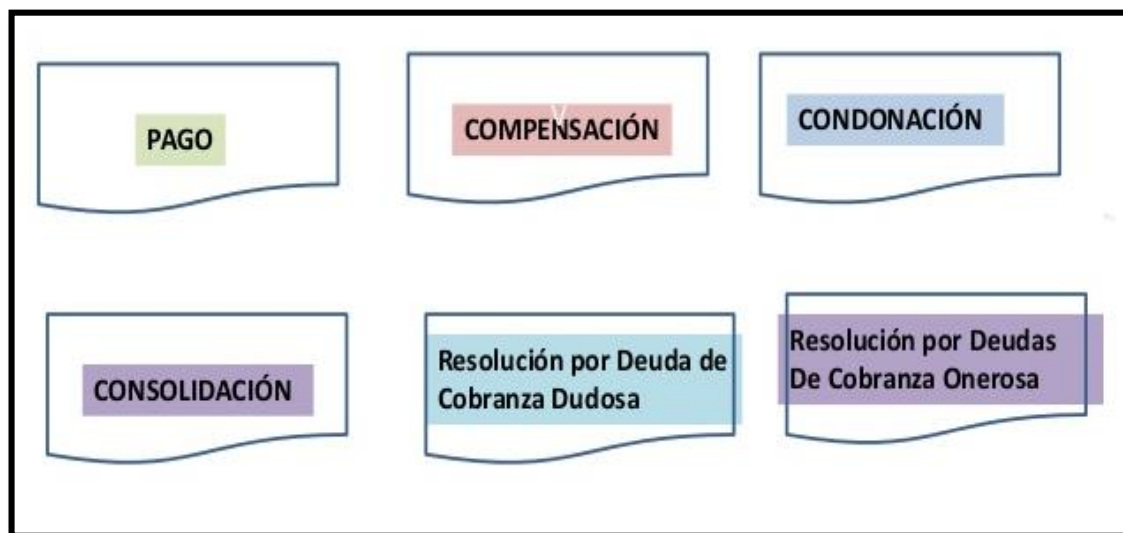 PAGO
COMPENSACIÓN
CONDONACIÓN
CONSOLIDACIÓN
Resolución por Deuda de
Cobranza Dudosa
Resolución por Deudas
De Cobranza Onerosa